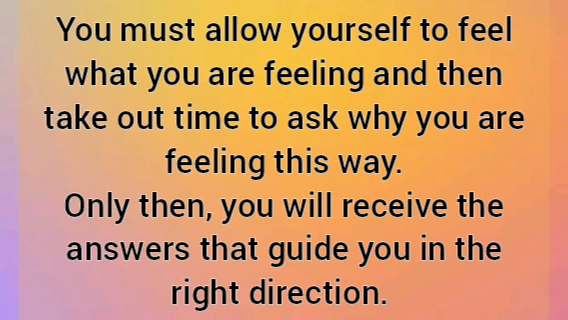 You must allow yourself to feel
what you are feeling and then
take out time to ask why you are
feeling this way.
Only then, you will receive the
answers that guide you in the
right direction.